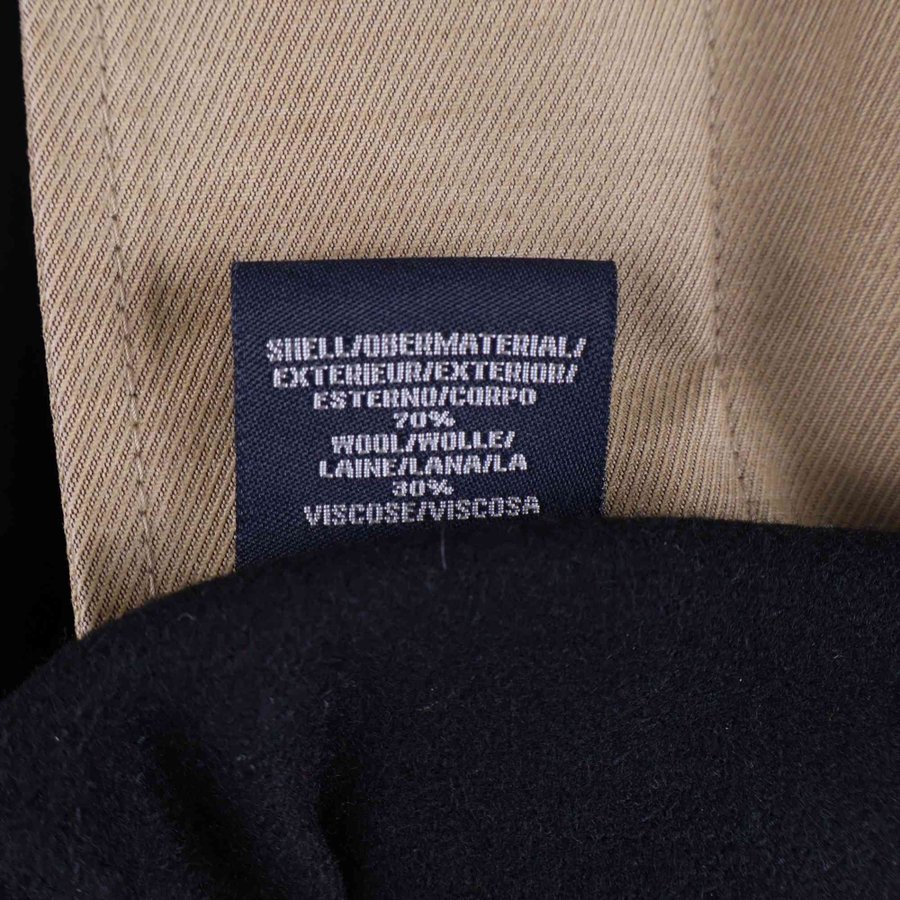 SHELL/OBERMATERIAL/
EXTERIEUR/EXTERIOR/
ESTERNO/CORPO
70%
WOOL/WOLLE/
LAINE/LANA/LA
30%
VISCOSE/VISCOSA